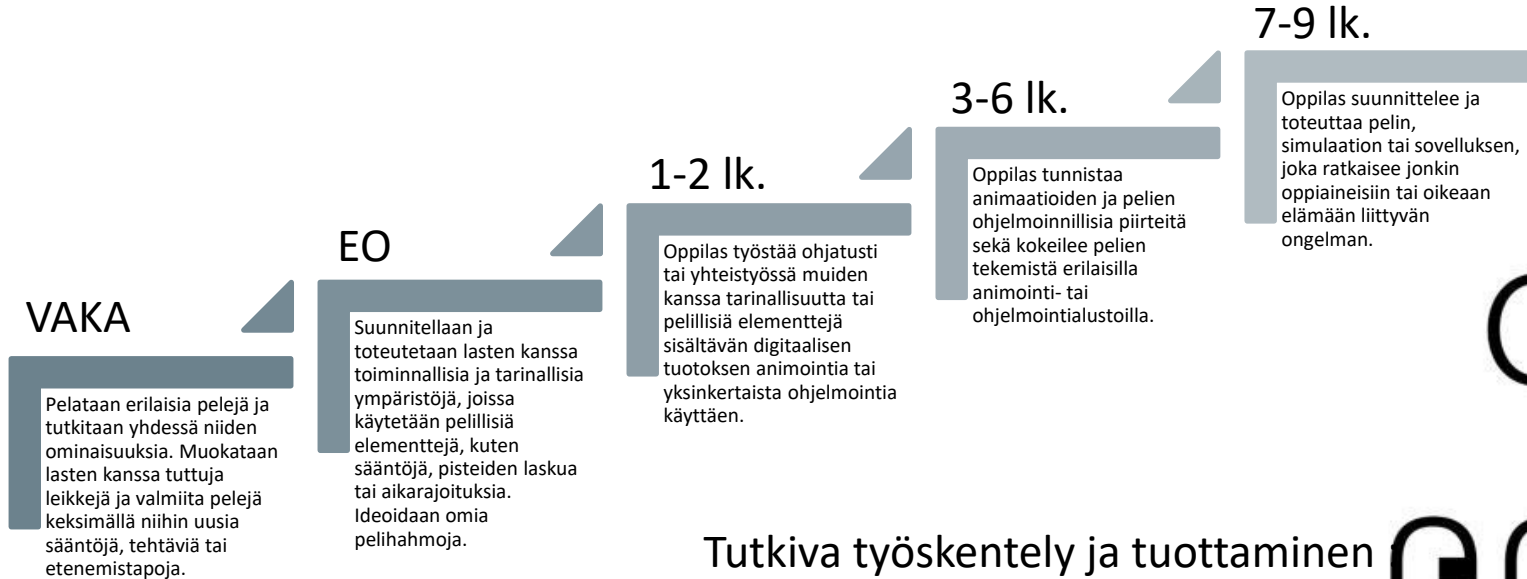 VAKA
Pelataan erilaisia pelejä ja
tutkitaan yhdessä niiden
ominaisuuksia. Muokataan
lasten kanssa tuttuja
leikkejä ja valmiita pelejä
keksimällä niihin uusia
sääntöjä, tehtäviä tai
etenemistapoja.
EO
Suunnitellaan ja
toteutetaan lasten kanssa
toiminnallisia ja tarinallisia
ympäristöjä, joissa
käytetään pelillisiä
elementtejä, kuten
sääntöjä, pisteiden laskua
tai aikarajoituksia.
Ideoidaan omia
pelihahmoja.
1-2 lk.
Oppilas työstää ohjatusti
tai yhteistyössä muiden
kanssa tarinallisuutta tai
pelillisiä elementtejä
sisältävän digitaalisen
tuotoksen animointia tai
yksinkertaista ohjelmointia
käyttäen.
3-6 lk.
Oppilas tunnistaa
animaatioiden ja pelien
ohjelmoinnillisia piirteitä
sekä kokeilee pelien
tekemistä erilaisilla
animointi- tai
ohjelmointialustoilla.
7-9 lk.
Oppilas suunnittelee ja
toteuttaa pelin,
simulaation tai sovelluksen,
joka ratkaisee jonkin
oppiaineisiin tai oikeaan
elämään liittyvän
ongelman.
Tutkiva työskentely ja tuottaminen